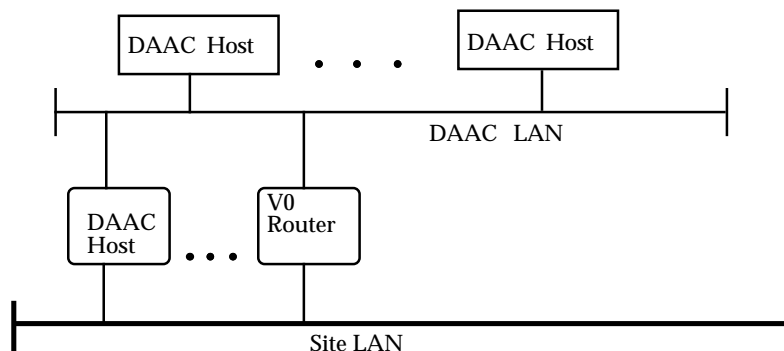 DAAC Host
DAAC Host
DAAC LAN
DAAC
Host
V0
Router
Site LAN